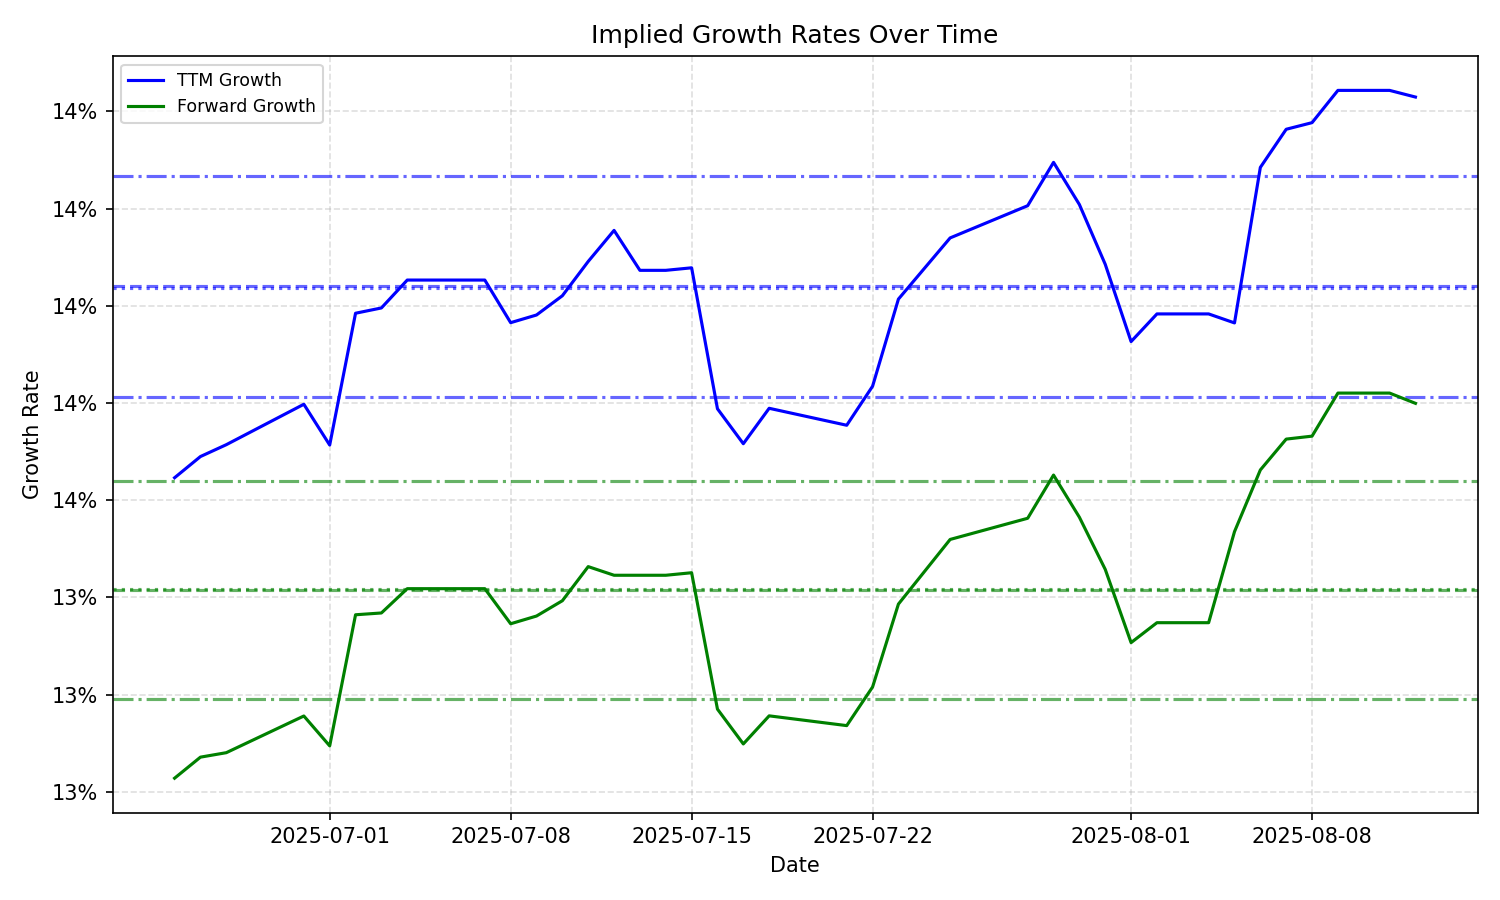 Implied Growth Rates Over Time
TTM Growth
Forward Growth
14%
14%
14%
14%
14%
13%
13%
13%
Growth Rate
2025-07-01
2025-07-08
2025-07-15
2025-07-22
2025-08-01
2025-08-08
Date